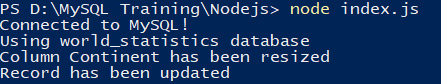 PS D:\MySQL Training\Nodejs> node index.js
Connected to MySQL!
Using world_statistics database
Column Continent has been resized
Record has been updated